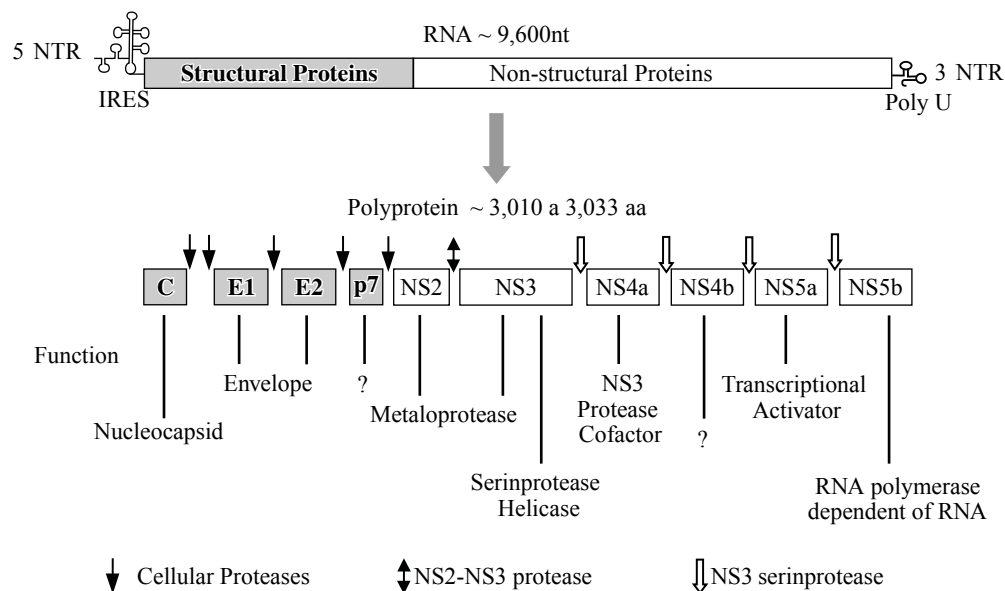 RNA ~ 9,600nt
5 NTR
Structural Proteins
Non-structural Proteins
3 NTR
IRES
Poly U
Polyprotein ~ 3,010 a 3,033 aa
C E1 E2 p7 NS2 NS3 NS4a NS4b NS5a NS5b
Function
Nucleocapsid
Envelope
?
Metaloprotease
Serinprotease
Helicase
NS3
Protease
Cofactor
?
Transcriptional
Activator
RNA polymerase
dependent of RNA
Cellular Proteases
NS2-NS3 protease
NS3 serinprotease